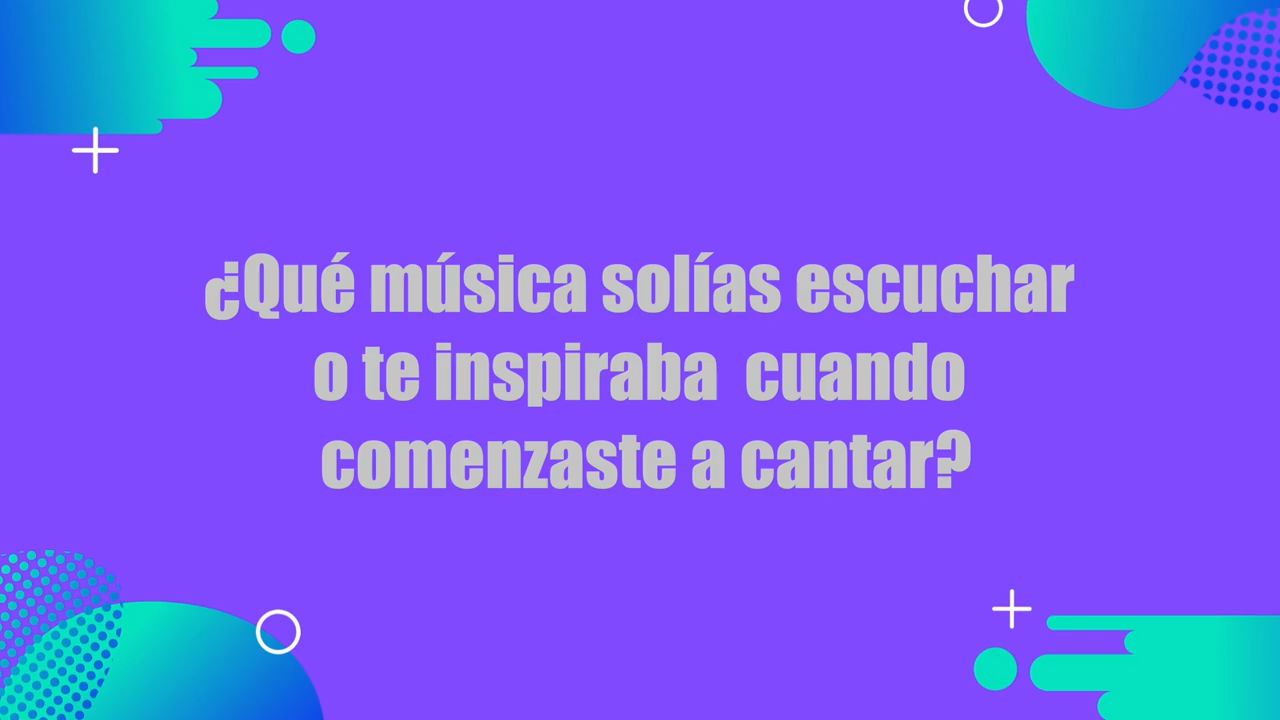 ¿Qué música solías escuchar
o te inspiraba  cuando
comenzaste a cantar?